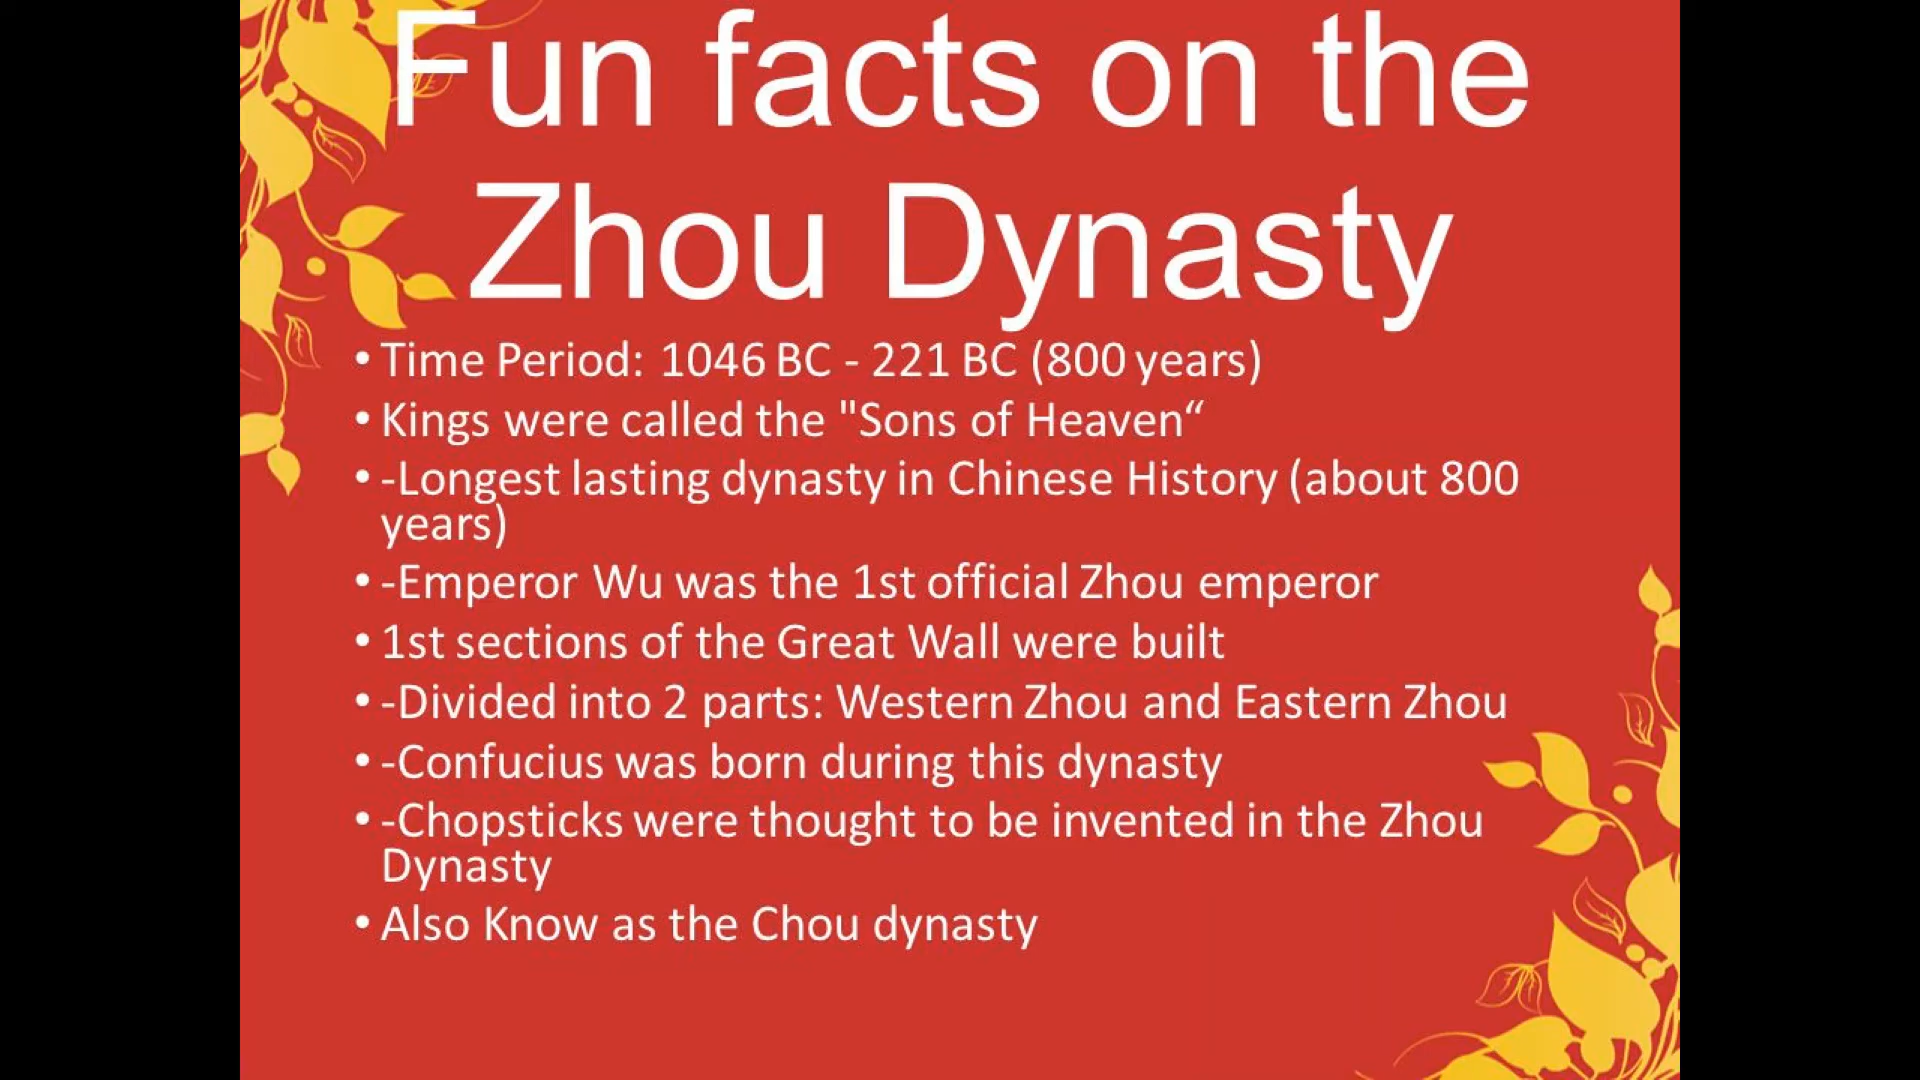 Fun facts on the
Zhou Dynasty
• Time Period: 1046 BC - 221 BC (800 years)
• Kings were called the "Sons of Heaven“
• -Longest lasting dynasty in Chinese History (about 800
years)
• -Emperor Wu was the 1st official Zhou emperor
• 1st sections of the Great Wall were built
• -Divided into 2 parts: Western Zhou and Eastern Zhou
• -Confucius was born during this dynasty
• -Chopsticks were thought to be invented in the Zhou
Dynasty
• Also Know as the Chou dynasty